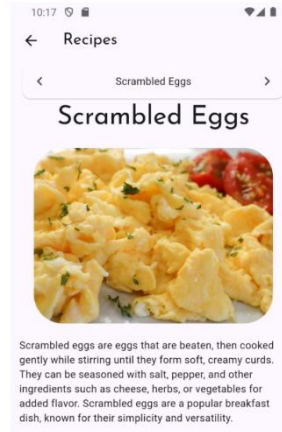 10:17
Recipes
Scrambled Eggs
Scrambled Eggs
Scrambled eggs are eggs that are beaten, then cooked
gently while stirring until they form soft, creamy curds.
They can be seasoned with salt, pepper, and other
ingredients such as cheese, herbs, or vegetables for
added flavor. Scrambled eggs are a popular breakfast
dish, known for their simplicity and versatility.